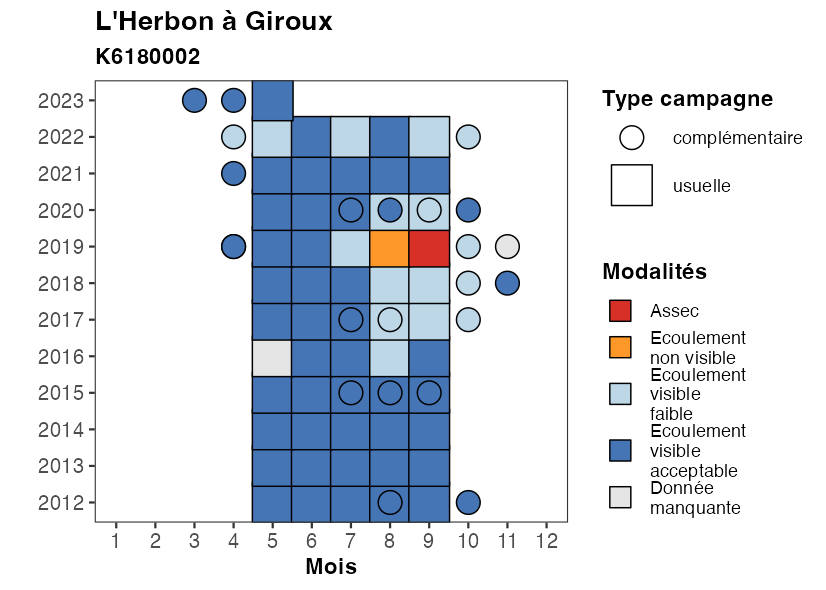 L'Herbon à Giroux
K6180002
2023
2022
2021
2020
2019
2018
2017
2016
2015
2014
2013
2012
1 2 3 4 5 6 7 8 9 10 11 12
Mois
Type campagne
complémentaire
usuelle
Modalités
Assec
Ecoulement
non visible
Ecoulement
visible
faible
Ecoulement
visible
acceptable
Donnée
manquante